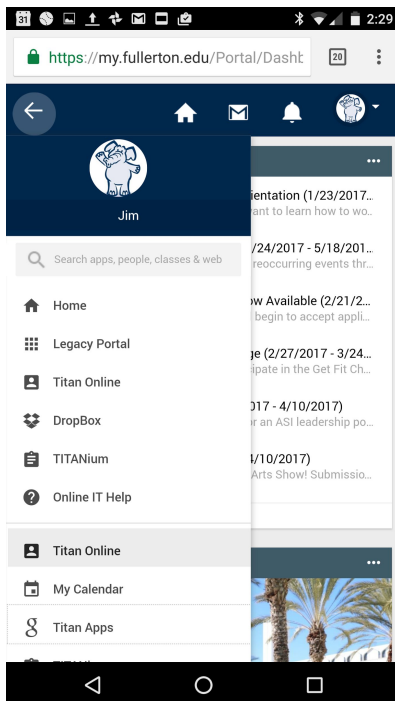 31
2:29
https://my.fullerton.edu/Portal/Dashb
20
Jim
Search apps, people, classes & web
Home
Legacy Portal
Titan Online
DropBox
TITANium
Online IT Help
Titan Online
My Calendar
g Titan Apps
ientation (1/23/2017...
ant to learn how to wo..
/24/2017 - 5/18/201...
reoccurring events thr...
ow Available (2/21/2...
begin to accept appli...
ge (2/27/2017 - 3/24...
cipate in the Get Fit Ch...
017 - 4/10/2017)
or an ASI leadership po...
4/10/2017)
Arts Show! Submissio...